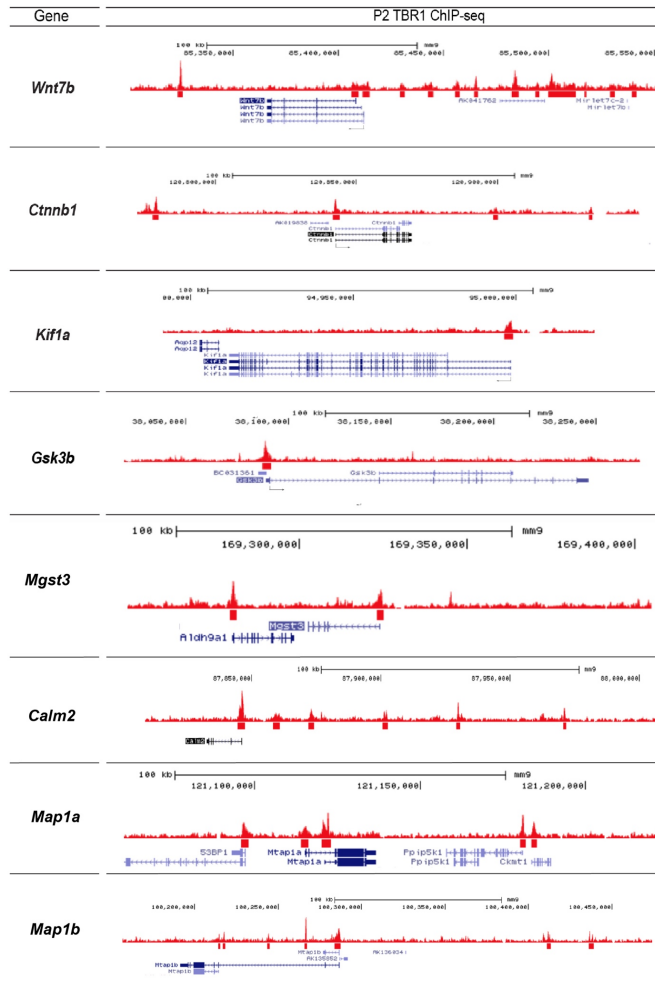 Gene P2 TBR1 ChIP-seq
100 kb mm9
85,350,000 85,400,000 85,450,000 85,500,000 85,550,000
Wnt7b
Wnt7b AK041762 Mirlet7c-2
Wnt7b Mirlet7b
Wnt7b
Wnt7b
100 kb mm9
120,800,000 120,850,000 120,900,000
Ctnnb1
Ctnnb1
Ctnnb1
Ctnnb1
Ctnnb1
100 kb mm9
94,950,000 95,000,000
Kif1a
Aqp12
Aqp12
Kif1a
Kif1a
Kif1a
Kif1a
100 kb mm9
38,050,000 38,100,000 38,150,000 38,200,000 38,250,000
Gsk3b
BC031361 Gsk3b
Gsk3b
100 kb mm9
169,300,000 169,350,000 169,400,000
Mgst3
Mgst3
Aldh9a1
100 kb mm9
87,850,000 87,900,000 87,950,000 88,000,000
Calm2
Calm2
100 kb mm9
121,100,000 121,150,000 121,200,000
Map1a
53BP1 Mtap1a Ppip5k1
Mtap1a Ppip5k1 Ckmt1
100 kb mm9
100,200,000 100,250,000 100,300,000 100,350,000 100,400,000 100,450,000
Map1b
Mtap1b AK136034
AK135352
Mtap1b
Mtap1b